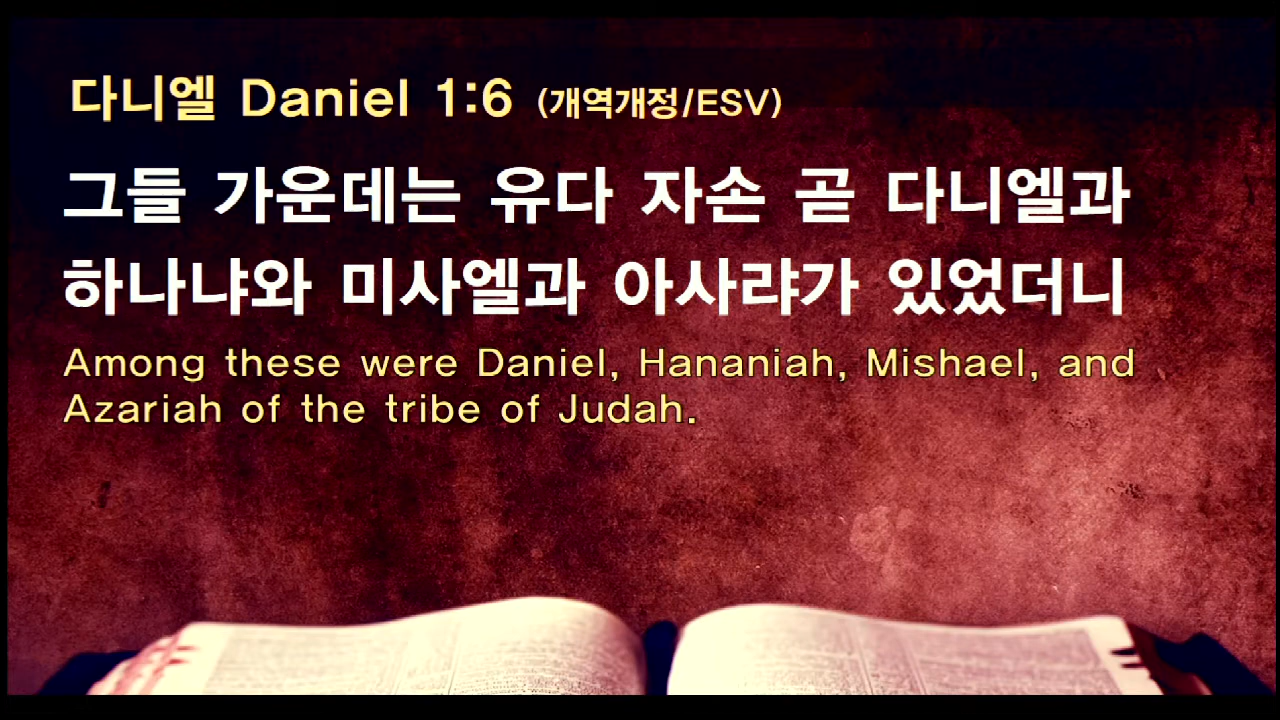 다니엘 Daniel 1:6 (개역개정/ESV)
그들 가운데는 유다 자손 곧 다니엘과
하나냐와 미사엘과 아사랴가 있었더니
Among these were Daniel, Hananiah, Mishael, and
Azariah of the tribe of Judah.